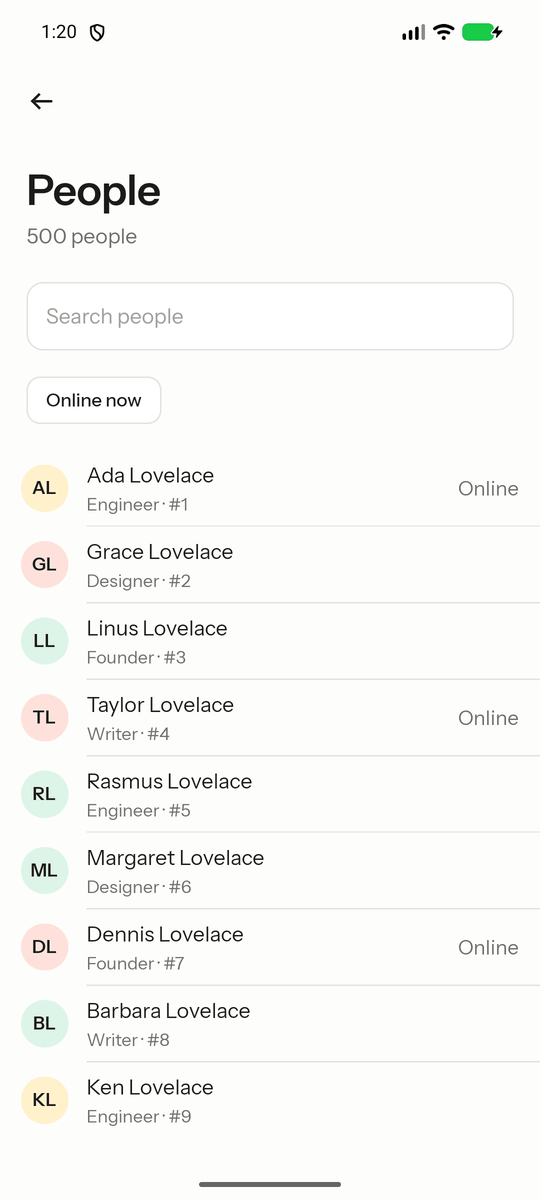 1:20
People
500 people
Search people
Online now
AL
Ada Lovelace
Engineer · #1
Online
GL
Grace Lovelace
Designer · #2
LL
Linus Lovelace
Founder · #3
TL
Taylor Lovelace
Writer · #4
Online
RL
Rasmus Lovelace
Engineer · #5
ML
Margaret Lovelace
Designer · #6
DL
Dennis Lovelace
Founder · #7
Online
BL
Barbara Lovelace
Writer · #8
KL
Ken Lovelace
Engineer · #9